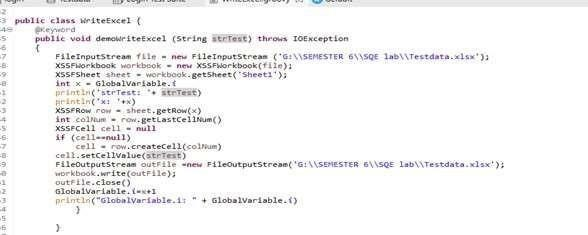 public class WriteExcel {
@Keyword
public void demoWriteExcel (String strTest) throws IOException
{
FileInputStream file = new FileInputStream ('G:\\SEMESTER 6\\SQE lab\\Testdata.xlsx');
XSSFWorkbook workbook = new XSSFWorkbook(file);
XSSFSheet sheet = workbook.getSheet('Sheet1');
int x = GlobalVariable.i
println('strTest: '+ strTest)
println('x: '+x)
XSSFRow row = sheet.getRow(x)
int colNum = row.getLastCellNum()
XSSFCell cell = null
if (cell==null)
cell = row.createCell(colNum)
cell.setCellValue(strTest)
FileOutputStream outFile =new FileOutputStream('G:\\SEMESTER 6\\SQE lab\\Testdata.xlsx');
workbook.write(outFile);
outFile.close()
GlobalVariable.i=x+1
println("GlobalVariable.i: " + GlobalVariable.i)
}
}